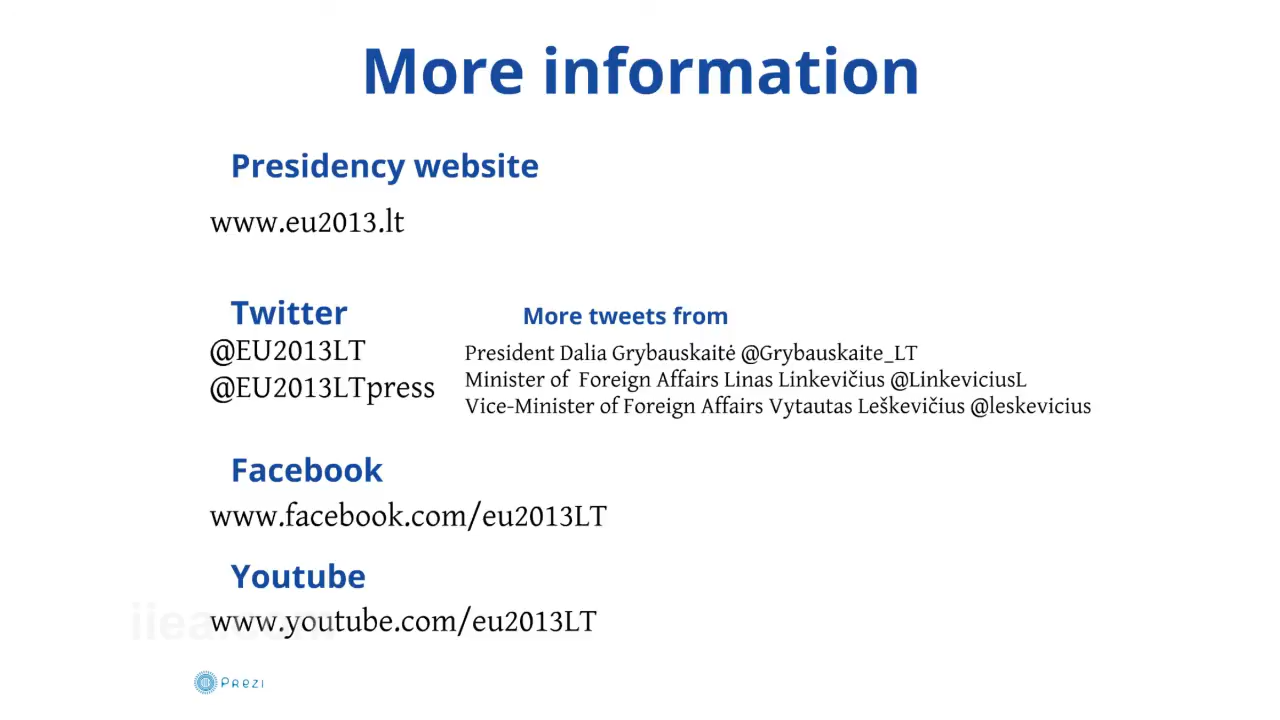 More information
Presidency website
www.eu2013.lt
Twitter
@EU2013LT
@EU2013LTpress
More tweets from
President Dalia Grybauskaitė @Grybauskaite_LT
Minister of  Foreign Affairs Linas Linkevičius @LinkeviciusL
Vice-Minister of Foreign Affairs Vytautas Leškevičius @leskevicius
Facebook
www.facebook.com/eu2013LT
Youtube
www.youtube.com/eu2013LT
iiea.com
Prezi